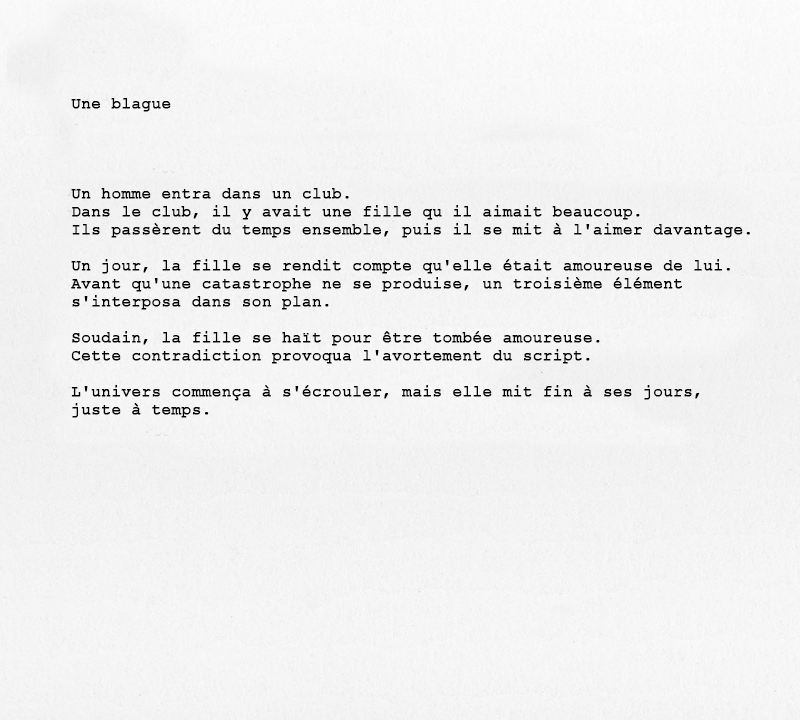 Une blague
Un homme entra dans un club.
Dans le club, il y avait une fille qu il aimait beaucoup.
Ils passèrent du temps ensemble, puis il se mit à l'aimer davantage.
Un jour, la fille se rendit compte qu'elle était amoureuse de lui.
Avant qu'une catastrophe ne se produise, un troisième élément
s'interposa dans son plan.
Soudain, la fille se haït pour être tombée amoureuse.
Cette contradiction provoqua l'avortement du script.
L'univers commença à s'écrouler, mais elle mit fin à ses jours,
juste à temps.